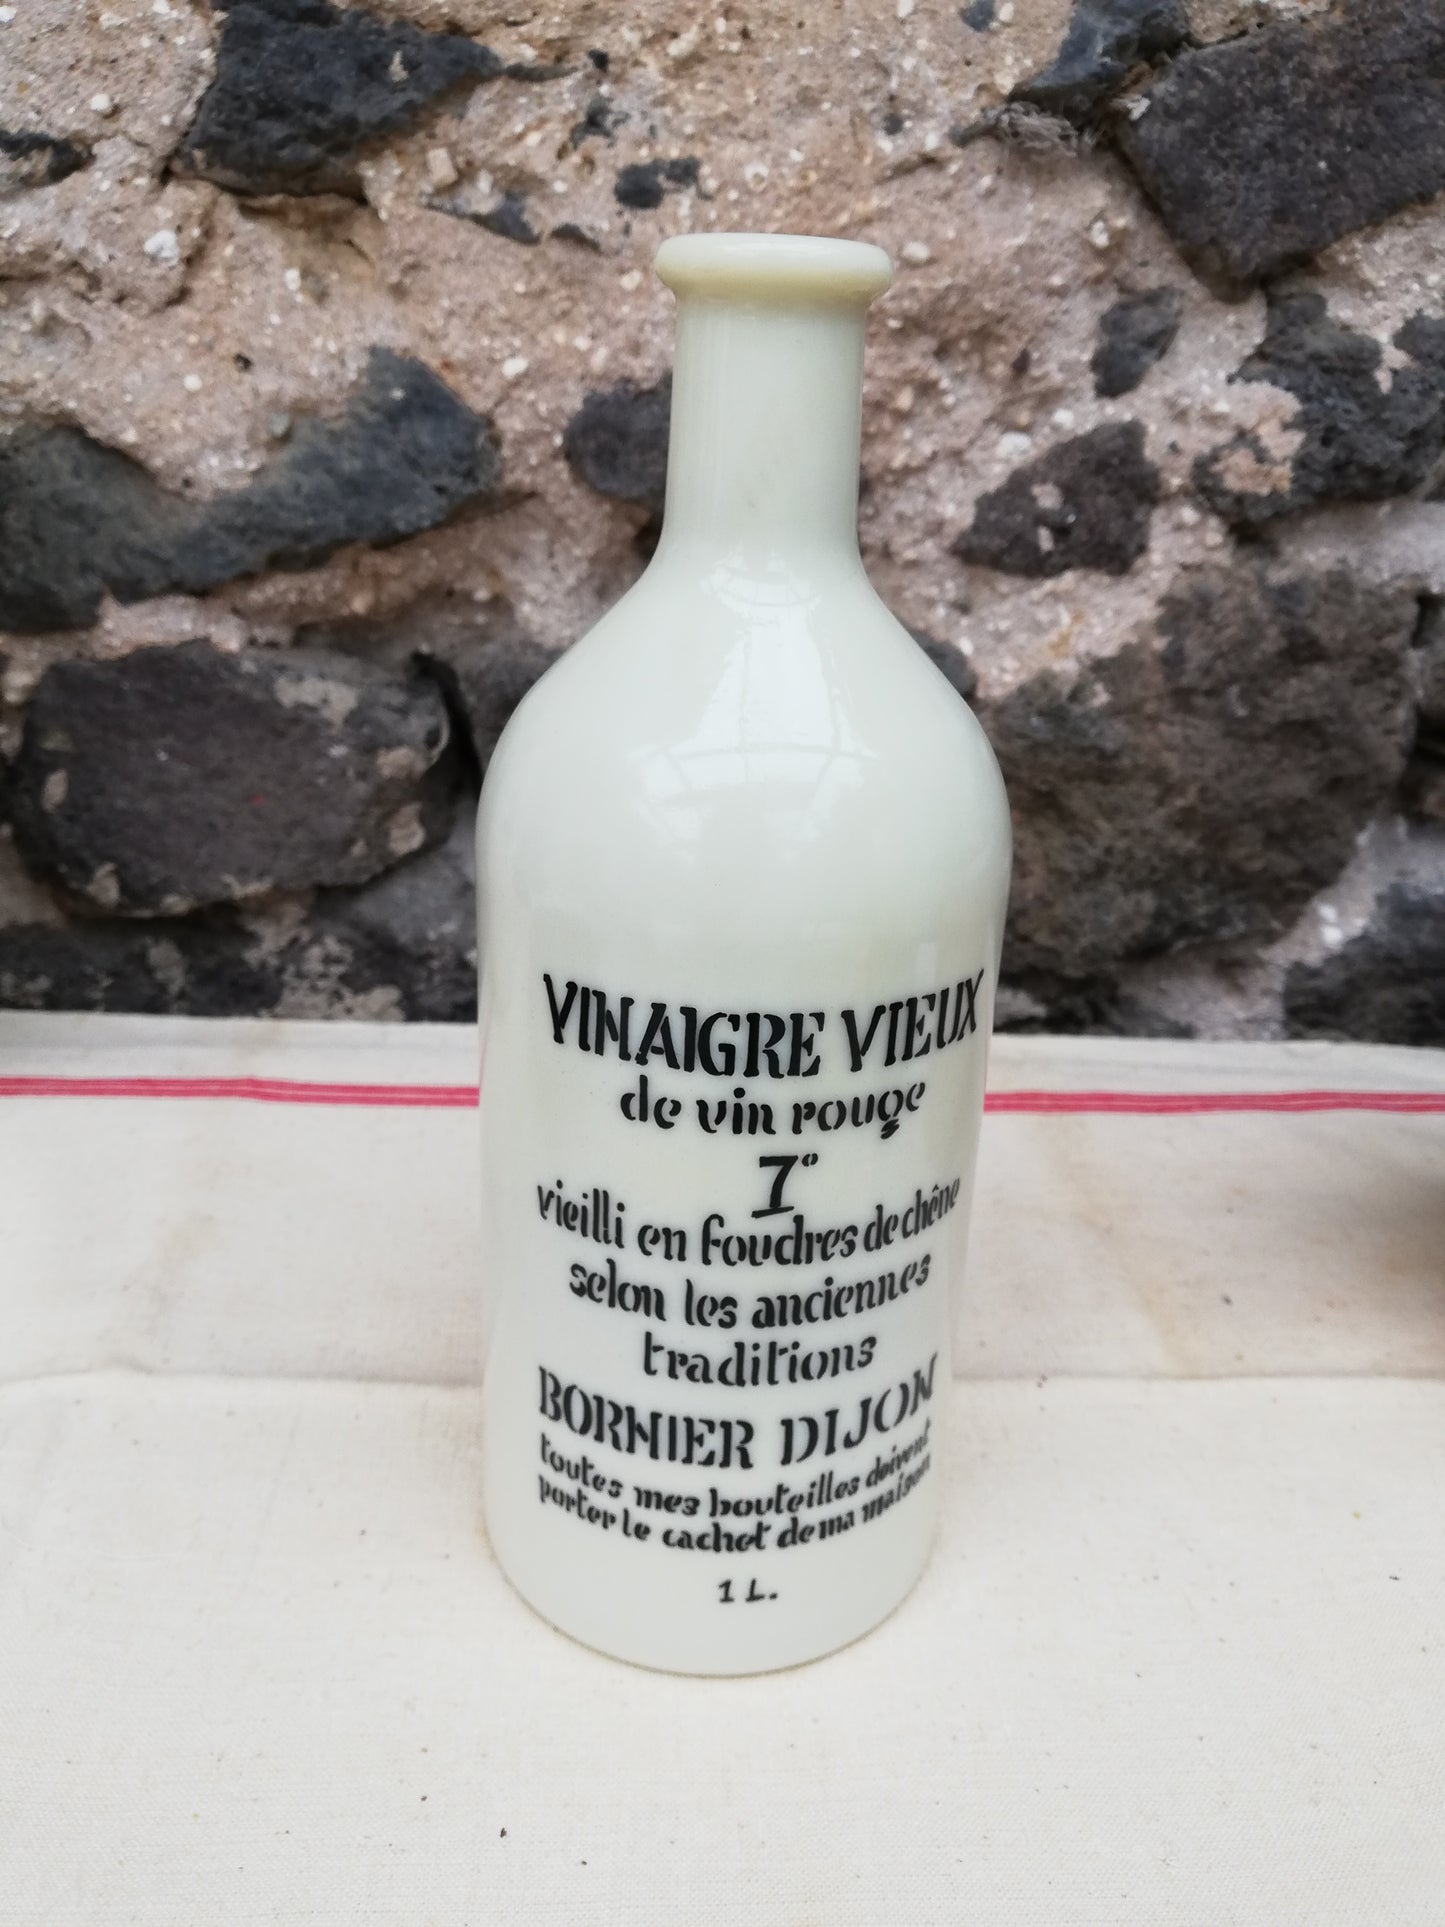 VINAIGRE VIEUX
de vin rouge
7°
vieilli en foudres de chêne
selon les anciennes
traditions
BORNIER DIJON
toutes mes bouteilles doivent
porter le cachet de ma maison
1 L.